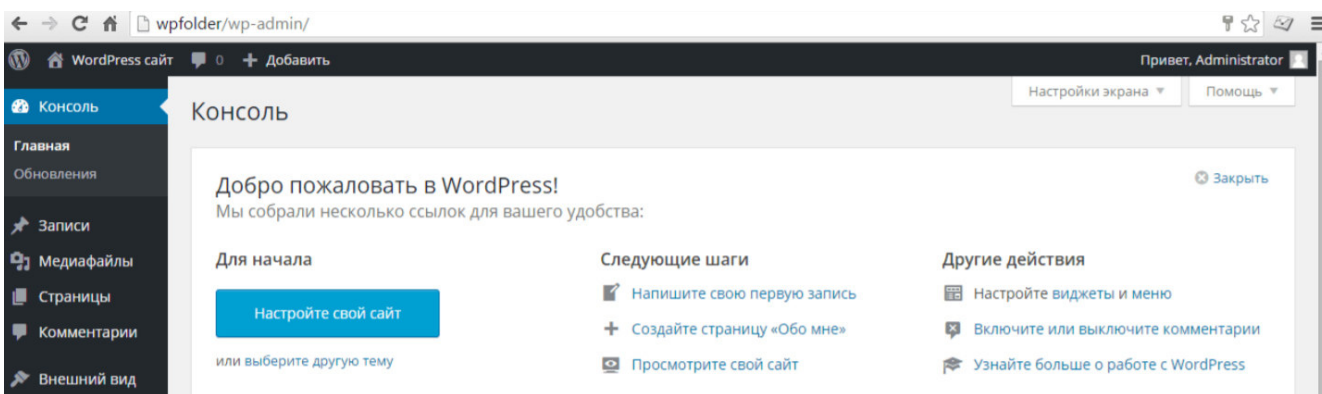 wpfolder/wp-admin/
WordPress сайт 0 + Добавить Привет, Administrator
Консоль
Главная
Обновления
Записи
Медиафайлы
Страницы
Комментарии
Внешний вид
Настройки экрана Помощь
Консоль
Добро пожаловать в WordPress!
Закрыть
Мы собрали несколько ссылок для вашего удобства:
Для начала
Настройте свой сайт
или выберите другую тему
Следующие шаги
Напишите свою первую запись
Создайте страницу «Обо мне»
Просмотрите свой сайт
Другие действия
Настройте виджеты и меню
Включите или выключите комментарии
Узнайте больше о работе с WordPress